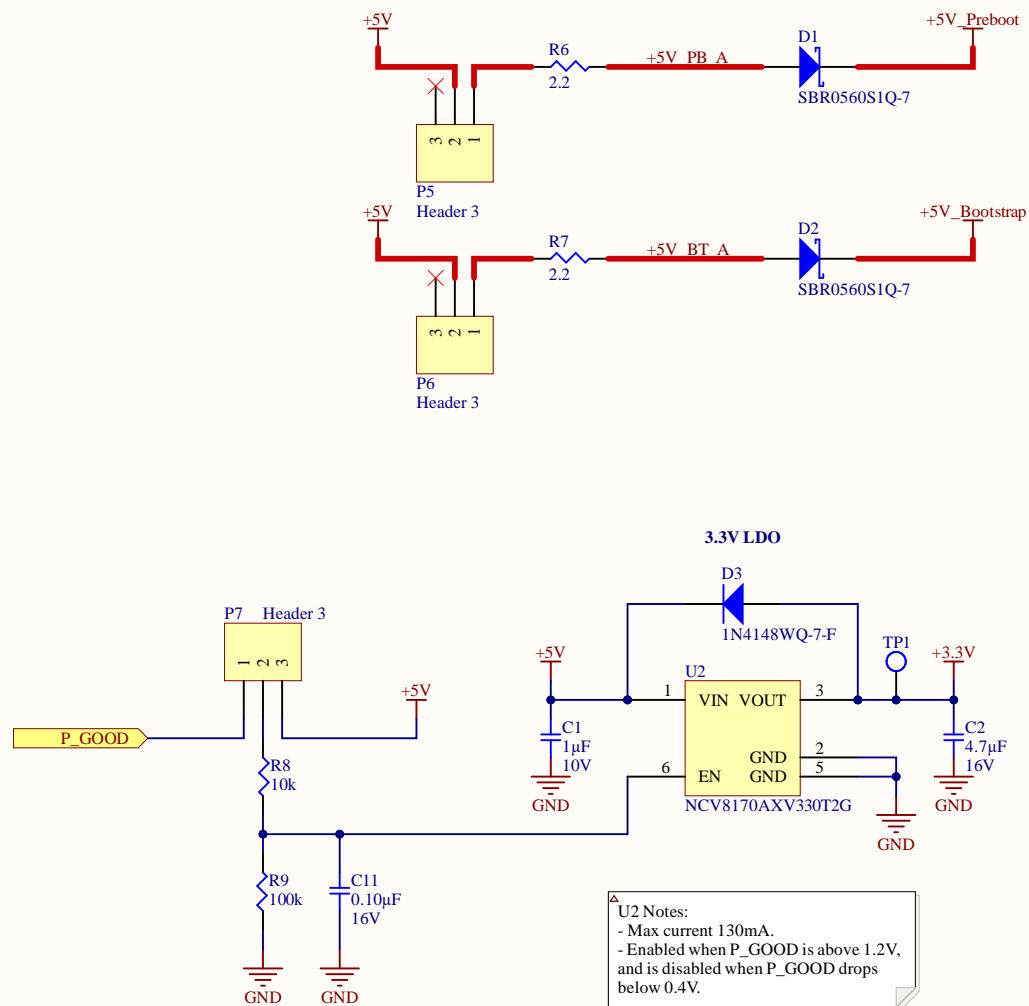 +5V
R6
2.2
+5V_PB_A
D1
SBR0560S1Q-7
+5V_Preboot
3 2 1
P5
Header 3
+5V
R7
2.2
+5V_BT_A
D2
SBR0560S1Q-7
+5V_Bootstrap
3 2 1
P6
Header 3
3.3V LDO
D3
1N4148WQ-7-F
P7 Header 3
1 2 3
+5V
P_GOOD
R8
10k
R9
100k
GND
C11
0.10µF
16V
GND
+5V
C1
1µF
10V
GND
U2
1 VIN VOUT 3
GND 2
6 EN GND 5
NCV8170AXV330T2G
GND
TP1
+3.3V
C2
4.7µF
16V
GND
U2 Notes:
- Max current 130mA.
- Enabled when P_GOOD is above 1.2V,
and is disabled when P_GOOD drops
below 0.4V.